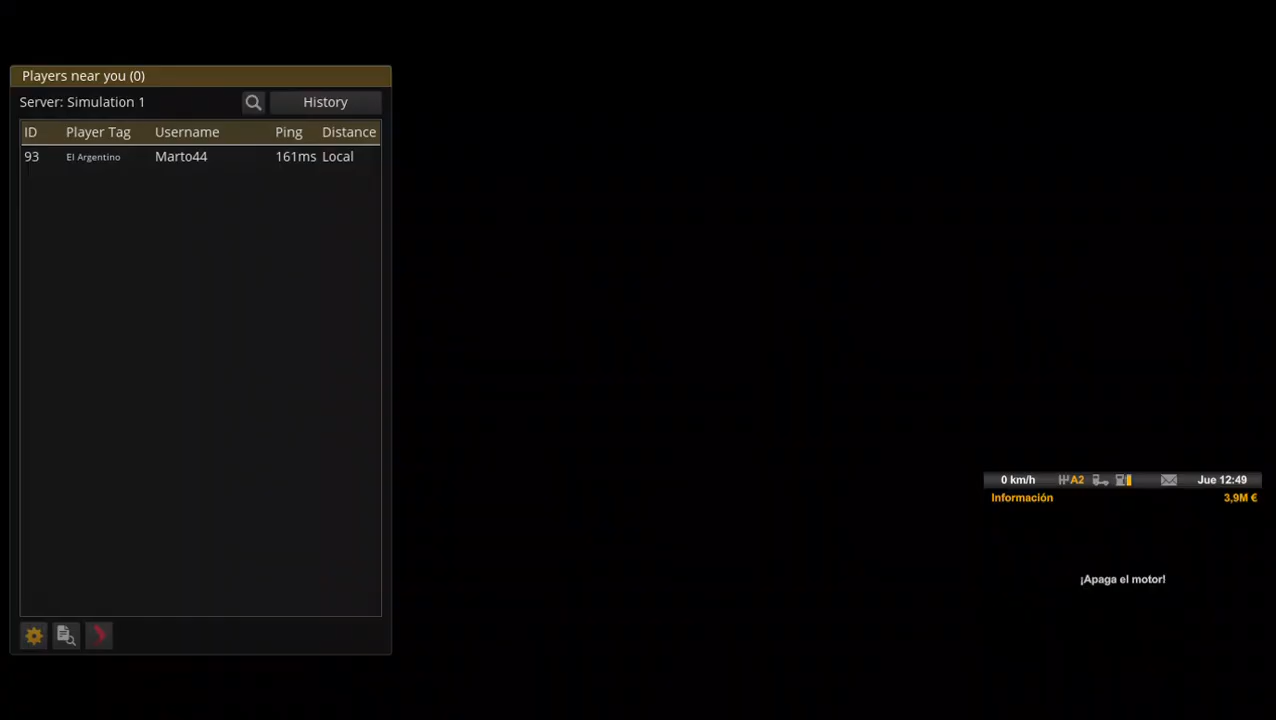 Players near you (0)
Server: Simulation 1
History
ID Player Tag Username Ping Distance
93 El Argentino Marto44 161ms Local
0 km/h A2 Jue 12:49
Información 3,9M €
¡Apaga el motor!